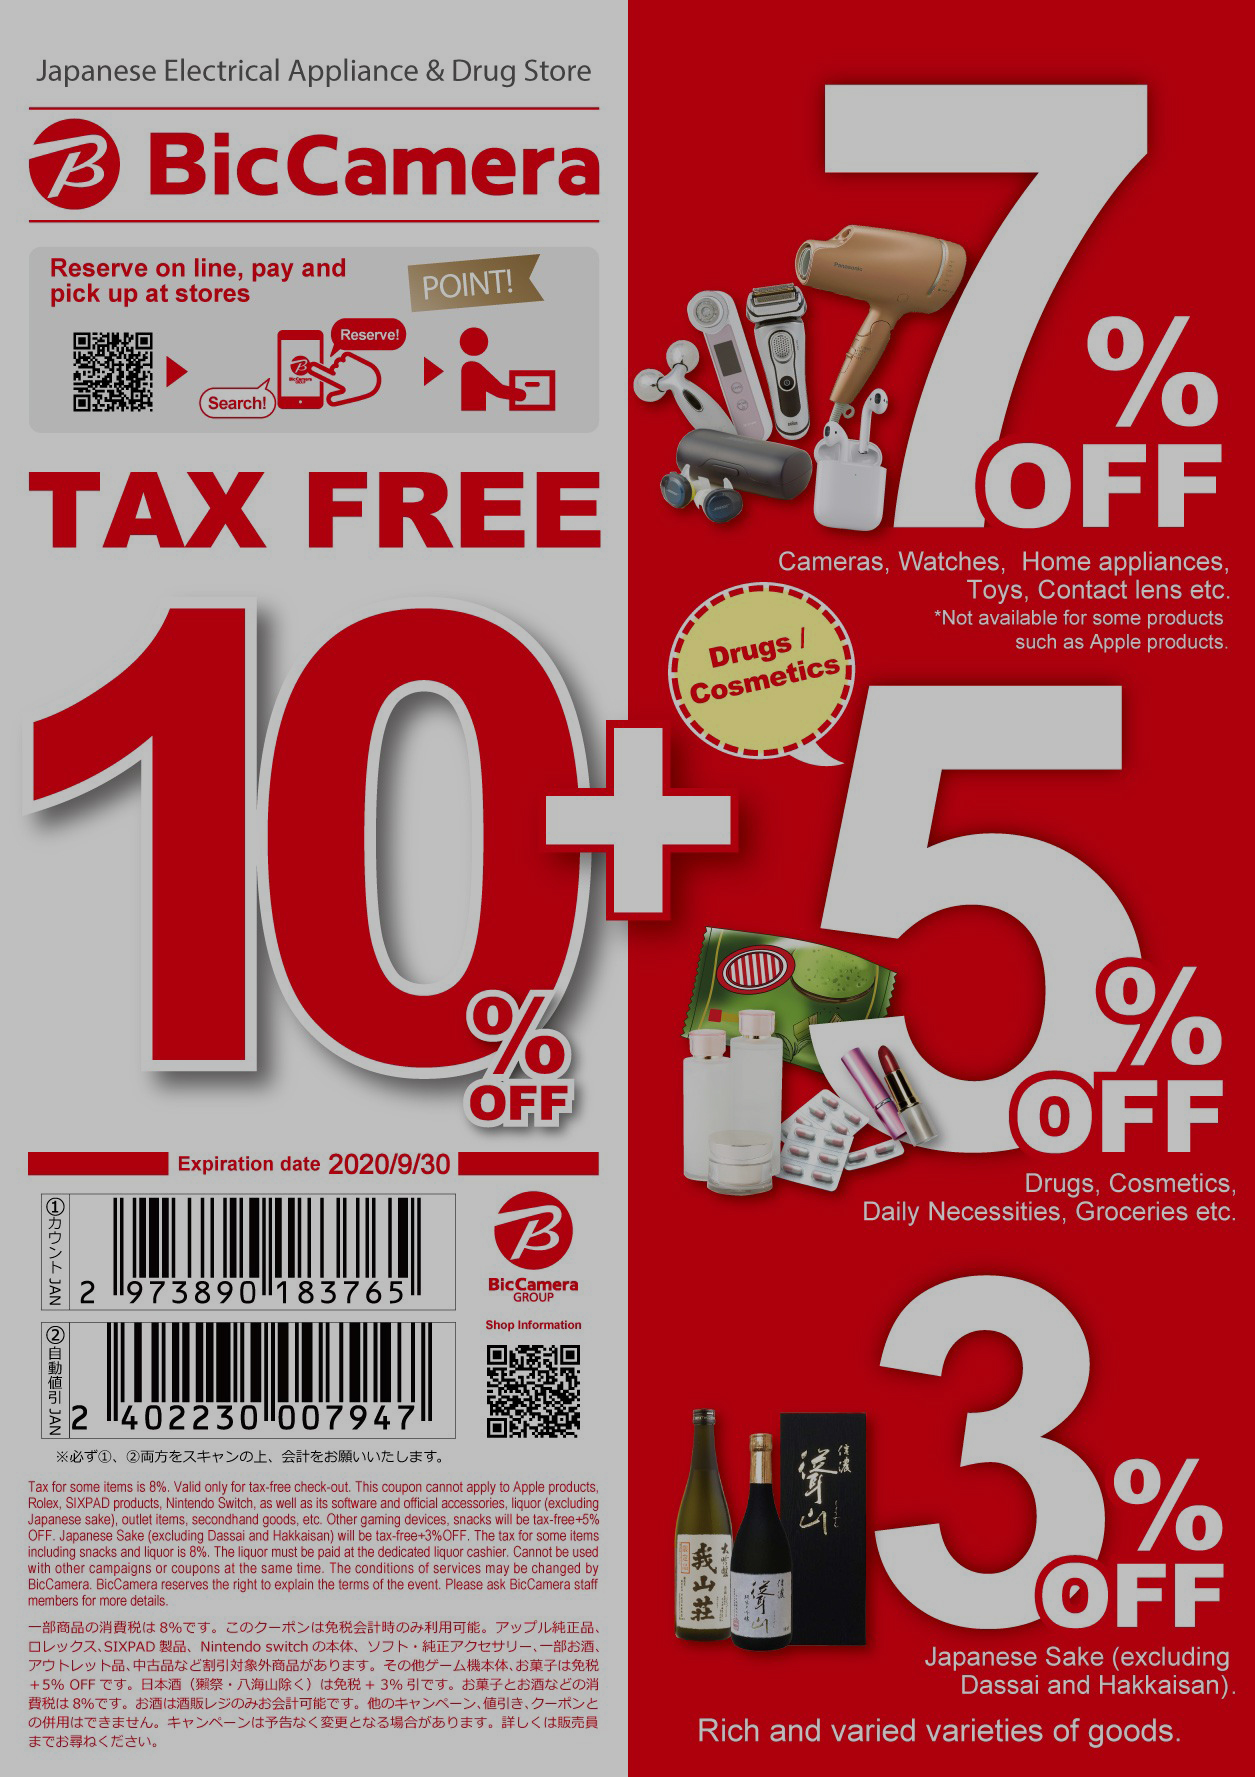 Japanese Electrical Appliance & Drug Store
BicCamera
Reserve on line, pay and
pick up at stores
POINT!
Reserve!
Search!
TAX FREE
10
%
OFF
+
Expiration date 2020/9/30
①カウントJAN
2 973890 183765
②自動値引JAN
2 402230 007947
BicCamera
GROUP
Shop Information
※必ず①、②両方をスキャンの上、会計をお願いいたします。
Tax for some items is 8%. Valid only for tax-free check-out. This coupon cannot apply to Apple products,
Rolex, SIXPAD products, Nintendo Switch, as well as its software and official accessories, liquor (excluding
Japanese sake), outlet items, secondhand goods, etc. Other gaming devices, snacks will be tax-free+5%
OFF. Japanese Sake (excluding Dassai and Hakkaisan) will be tax-free+3%OFF. The tax for some items
including snacks and liquor is 8%. The liquor must be paid at the dedicated liquor cashier. Cannot be used
with other campaigns or coupons at the same time. The conditions of services may be changed by
BicCamera. BicCamera reserves the right to explain the terms of the event. Please ask BicCamera staff
members for more details.
一部商品の消費税は 8%です。このクーポンは免税会計時のみ利用可能。アップル純正品、
ロレックス、SIXPAD 製品、Nintendo switch の本体、ソフト・純正アクセサリー、一部お酒、
アウトレット品、中古品など割引対象外商品があります。その他ゲーム機本体、お菓子は免税
+5% OFF です。日本酒（獺祭・八海山除く）は免税 + 3% 引です。お菓子とお酒などの消
費税は 8%です。お酒は酒販レジのみお会計可能です。他のキャンペーン、値引き、クーポンと
の併用はできません。キャンペーンは予告なく変更となる場合があります。詳しくは販売員
までお尋ねください。
7
%
OFF
Panasonic
Cameras, Watches, Home appliances,
Toys, Contact lens etc.
*Not available for some products
such as Apple products.
Drugs /
Cosmetics
5
%
OFF
Drugs, Cosmetics,
Daily Necessities, Groceries etc.
3
%
OFF
大吟醸
我山荘
信濃
聳山
信濃
聳山
Japanese Sake (excluding
Dassai and Hakkaisan).
Rich and varied varieties of goods.